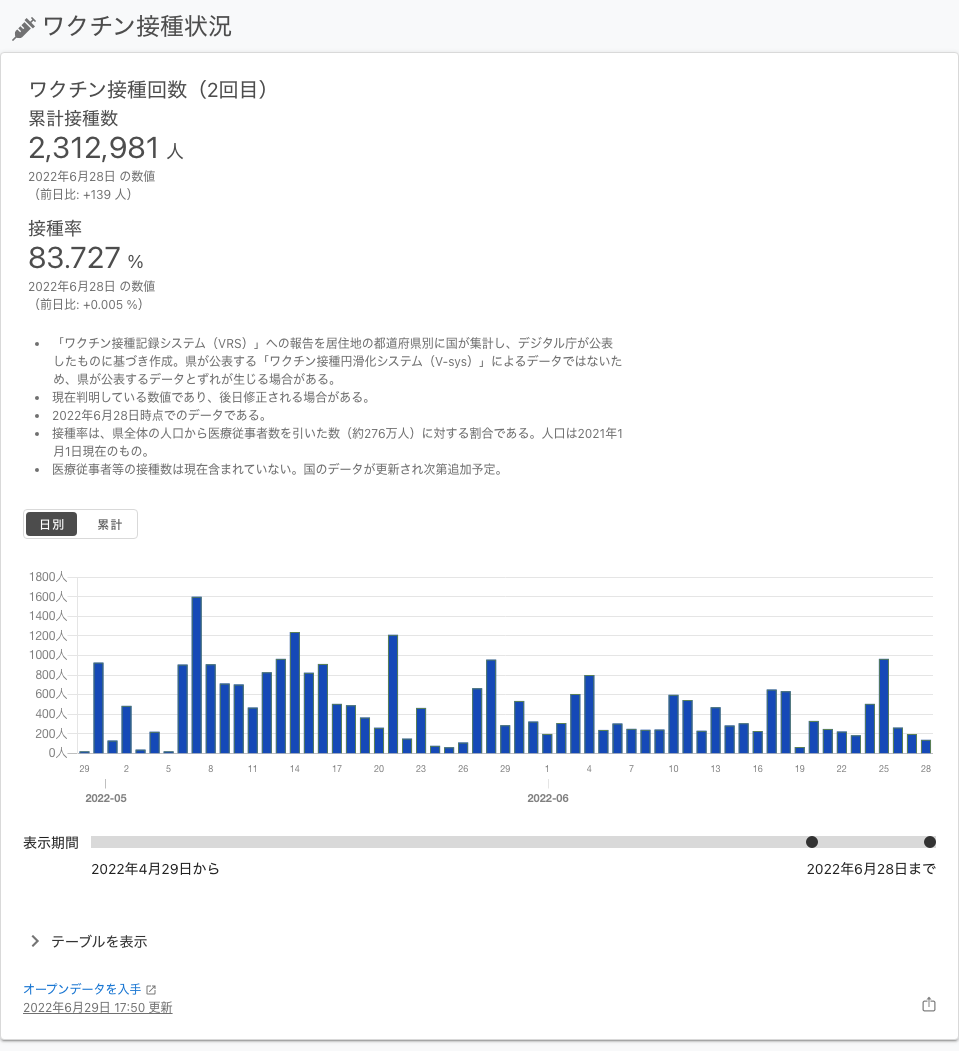 ワクチン接種状況
ワクチン接種回数（2回目）
累計接種数
2,312,981 人
2022年6月28日 の数値
（前日比: +139 人）
接種率
83.727 %
2022年6月28日 の数値
（前日比: +0.005 %）
• 「ワクチン接種記録システム（VRS）」への報告を居住地の都道府県別に国が集計し、デジタル庁が公表
したものに基づき作成。県が公表する「ワクチン接種円滑化システム（V-sys）」によるデータではないた
め、県が公表するデータとずれが生じる場合がある。
• 現在判明している数値であり、後日修正される場合がある。
• 2022年6月28日時点でのデータである。
• 接種率は、県全体の人口から医療従事者数を引いた数（約276万人）に対する割合である。人口は2021年1
月1日現在のもの。
• 医療従事者等の接種数は現在含まれていない。国のデータが更新され次第追加予定。
日別 累計
1800人
1600人
1400人
1200人
1000人
800人
600人
400人
200人
0人
29 2 5 8 11 14 17 20 23 26 29 1 4 7 10 13 16 19 22 25 28
2022-05 2022-06
表示期間
2022年4月29日から 2022年6月28日まで
テーブルを表示
オープンデータを入手
2022年6月29日 17:50 更新